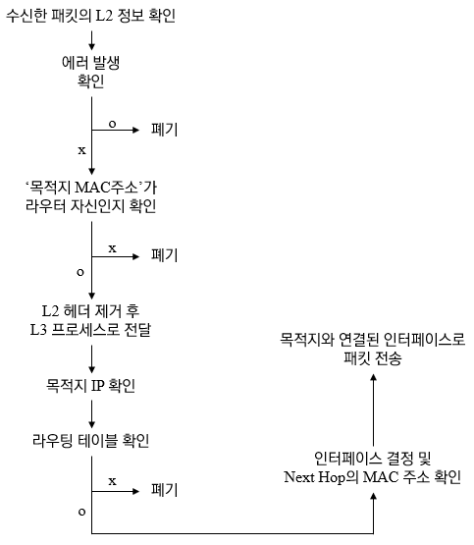 수신한 패킷의 L2 정보 확인
에러 발생
확인
o
폐기
x
‘목적지 MAC주소’가
라우터 자신인지 확인
x
폐기
o
L2 헤더 제거 후
L3 프로세스로 전달
목적지 IP 확인
라우팅 테이블 확인
x
폐기
o
인터페이스 결정 및
Next Hop의 MAC 주소 확인
목적지와 연결된 인터페이스로
패킷 전송